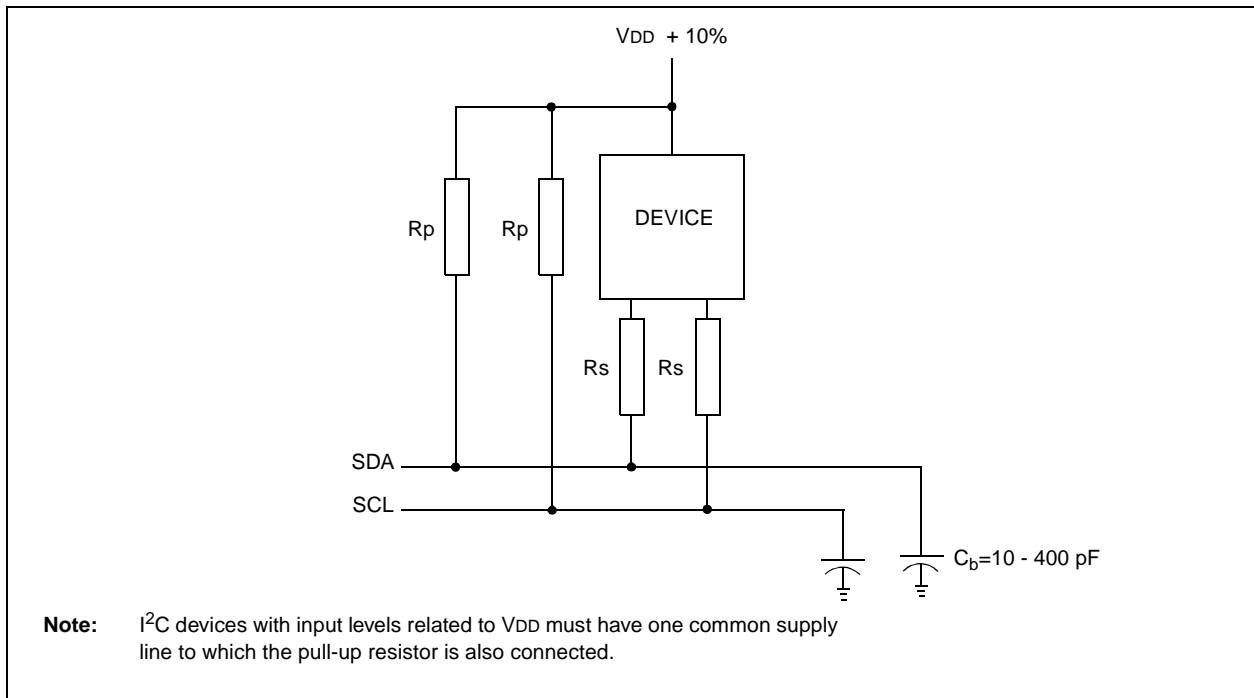 VDD + 10%
DEVICE
Rp
Rp
Rs
Rs
SDA
SCL
Cb=10 - 400 pF
Note: I2C devices with input levels related to VDD must have one common supply
line to which the pull-up resistor is also connected.